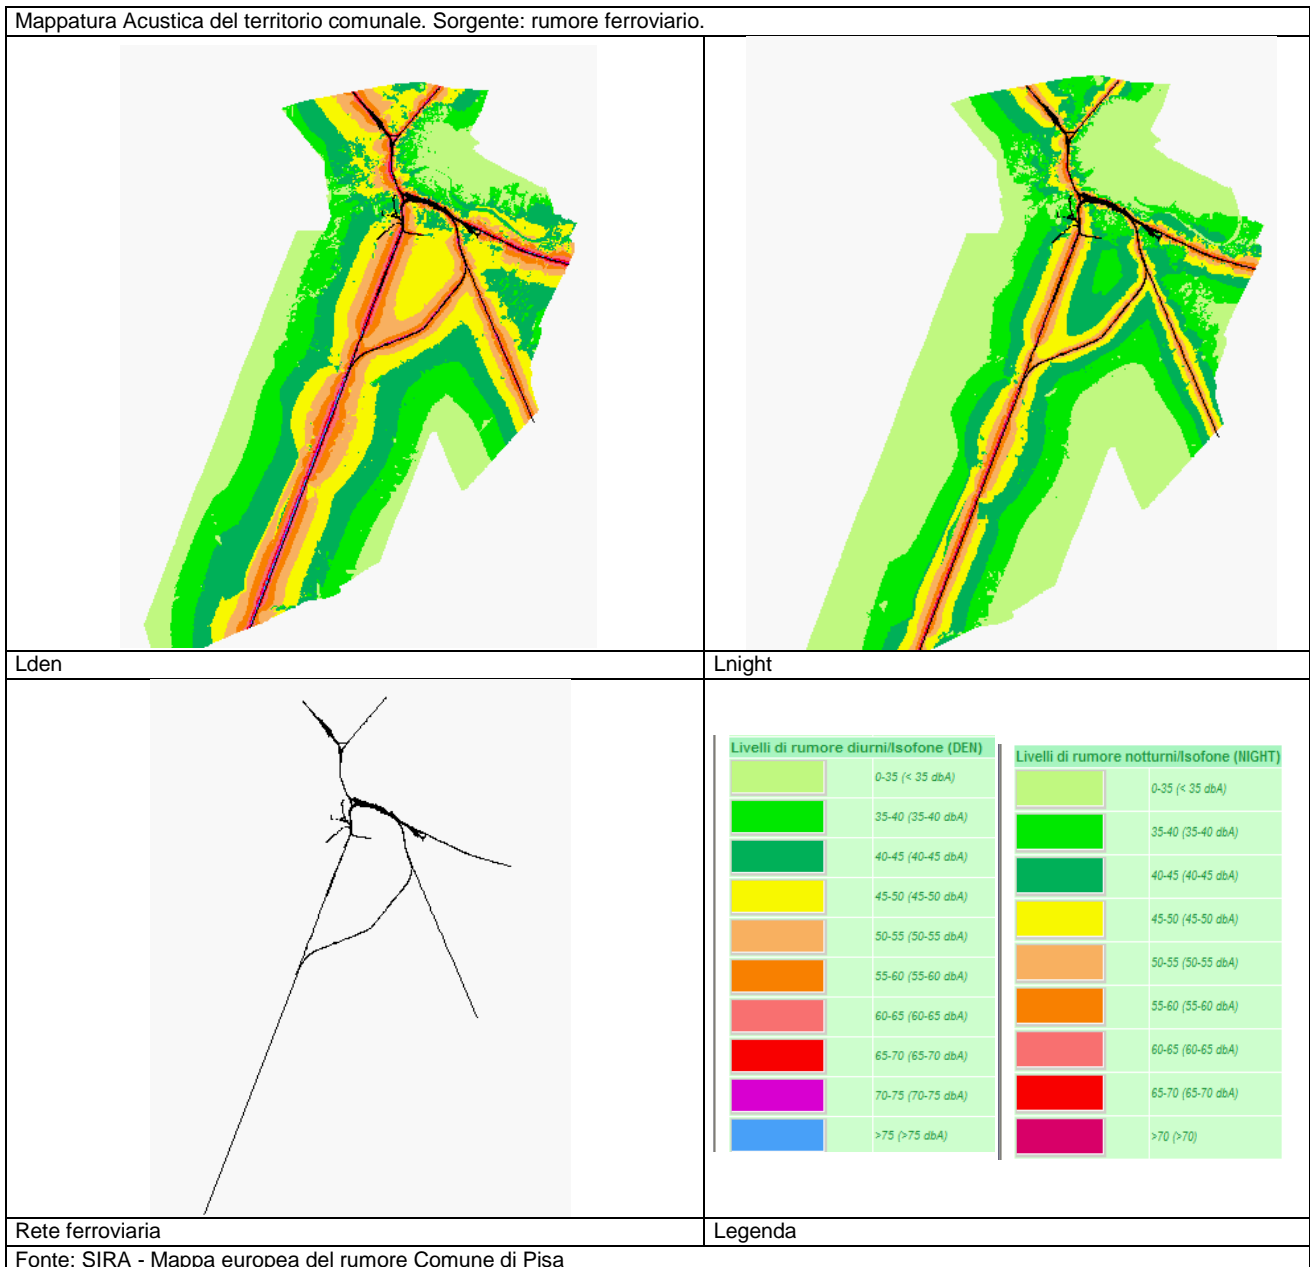 Mappatura Acustica del territorio comunale. Sorgente: rumore ferroviario.
Lden
Lnight
Livelli di rumore diurni/Isofone (DEN)
0-35 (< 35 dbA)
35-40 (35-40 dbA)
40-45 (40-45 dbA)
45-50 (45-50 dbA)
50-55 (50-55 dbA)
55-60 (55-60 dbA)
60-65 (60-65 dbA)
65-70 (65-70 dbA)
70-75 (70-75 dbA)
>75 (>75 dbA)
Livelli di rumore notturni/Isofone (NIGHT)
0-35 (< 35 dbA)
35-40 (35-40 dbA)
40-45 (40-45 dbA)
45-50 (45-50 dbA)
50-55 (50-55 dbA)
55-60 (55-60 dbA)
60-65 (60-65 dbA)
65-70 (65-70 dbA)
>70 (>70)
Rete ferroviaria
Legenda
Fonte: SIRA - Mappa europea del rumore Comune di Pisa